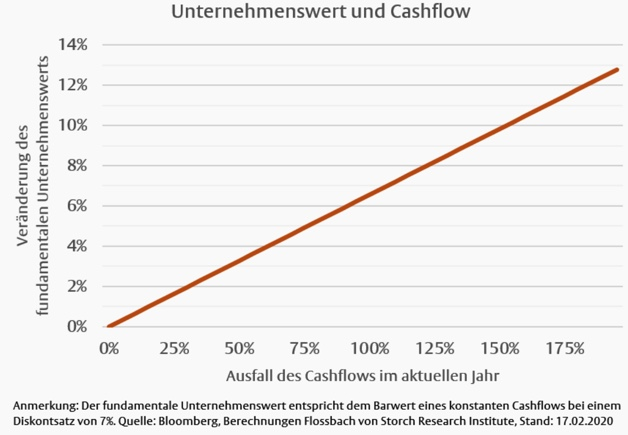 Unternehmenswert und Cashflow
14%
12%
10%
8%
6%
4%
2%
0%
Veränderung des
fundamentalen Unternehmenswerts
0% 25% 50% 75% 100% 125% 150% 175%
Ausfall des Cashflows im aktuellen Jahr
Anmerkung: Der fundamentale Unternehmenswert entspricht dem Barwert eines konstanten Cashflows bei einem
Diskontsatz von 7%. Quelle: Bloomberg, Berechnungen Flossbach von Storch Research Institute, Stand: 17.02.2020